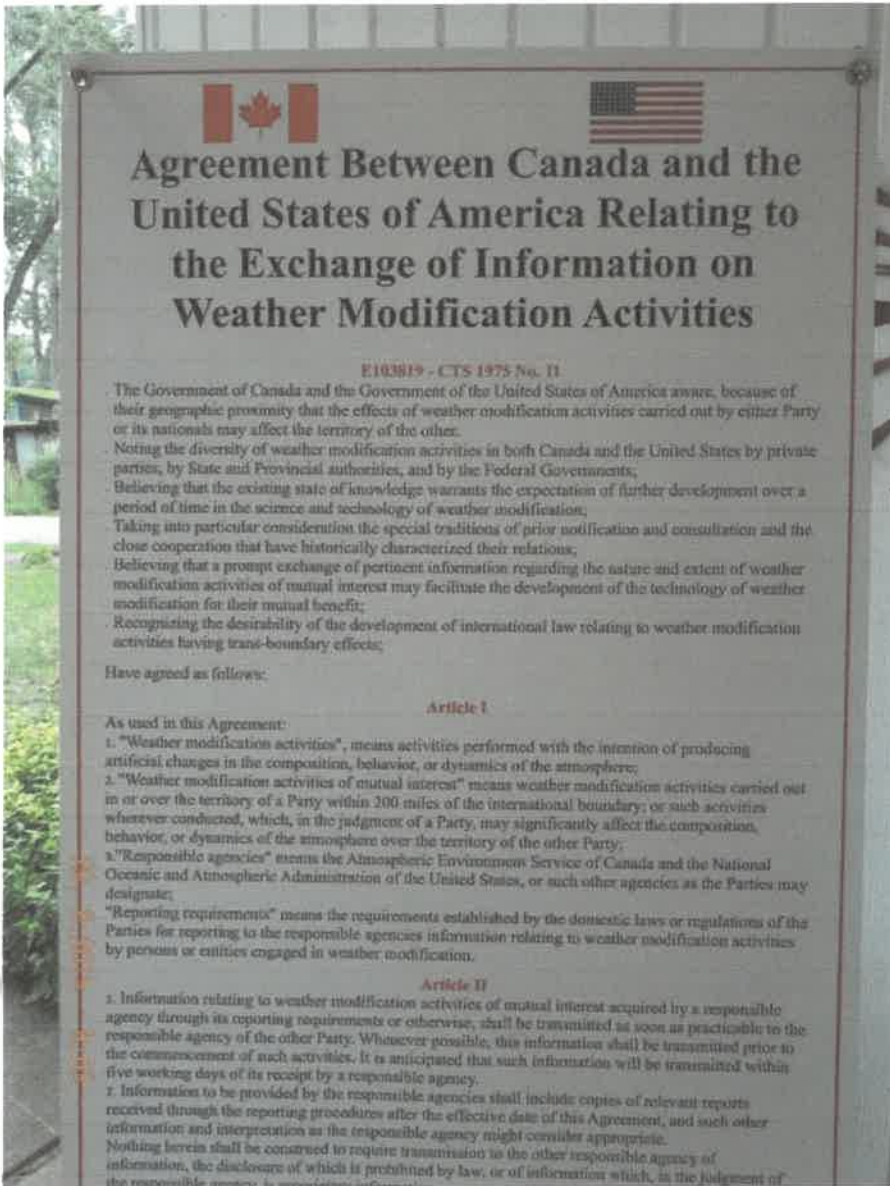 Agreement Between Canada and the
United States of America Relating to
the Exchange of Information on
Weather Modification Activities
E103819 - CTS 1975 No. 11
The Government of Canada and the Government of the United States of America aware, because of
their geographic proximity that the effects of weather modification activities carried out by either Party
or its nationals may affect the territory of the other.
Noting the diversity of weather modification activities in both Canada and the United States by private
parties, by State and Provincial authorities, and by the Federal Governments;
Believing that the existing state of knowledge warrants the expectation of further development over a
period of time in the science and technology of weather modification;
Taking into particular consideration the special traditions of prior notification and consultation and the
close cooperation that have historically characterized their relations;
Believing that a prompt exchange of pertinent information regarding the nature and extent of weather
modification activities of mutual interest may facilitate the development of the technology of weather
modification for their mutual benefit;
Recognizing the desirability of the development of international law relating to weather modification
activities having trans-boundary effects;
Have agreed as follows:
Article I
As used in this Agreement:
1. "Weather modification activities", means activities performed with the intention of producing
artificial changes in the composition, behavior, or dynamics of the atmosphere;
2. "Weather modification activities of mutual interest" means weather modification activities carried out
in or over the territory of a Party within 200 miles of the international boundary; or such activities
wherever conducted, which, in the judgment of a Party, may significantly affect the composition,
behavior, or dynamics of the atmosphere over the territory of the other Party;
3."Responsible agencies" means the Atmospheric Environment Service of Canada and the National
Oceanic and Atmospheric Administration of the United States, or such other agencies as the Parties may
designate;
"Reporting requirements" means the requirements established by the domestic laws or regulations of the
Parties for reporting to the responsible agencies information relating to weather modification activities
by persons or entities engaged in weather modification.
Article II
1. Information relating to weather modification activities of mutual interest acquired by a responsible
agency through its reporting requirements or otherwise, shall be transmitted as soon as practicable to the
responsible agency of the other Party. Whenever possible, this information shall be transmitted prior to
the commencement of such activities. It is anticipated that such information will be transmitted within
five working days of its receipt by a responsible agency.
2. Information to be provided by the responsible agencies shall include copies of relevant reports
received through the reporting procedures after the effective date of this Agreement, and such other
information and interpretation as the responsible agency might consider appropriate.
Nothing herein shall be construed to require transmission to the other responsible agency of
information, the disclosure of which is prohibited by law, or of information which, in the judgment of
the responsible agency, is